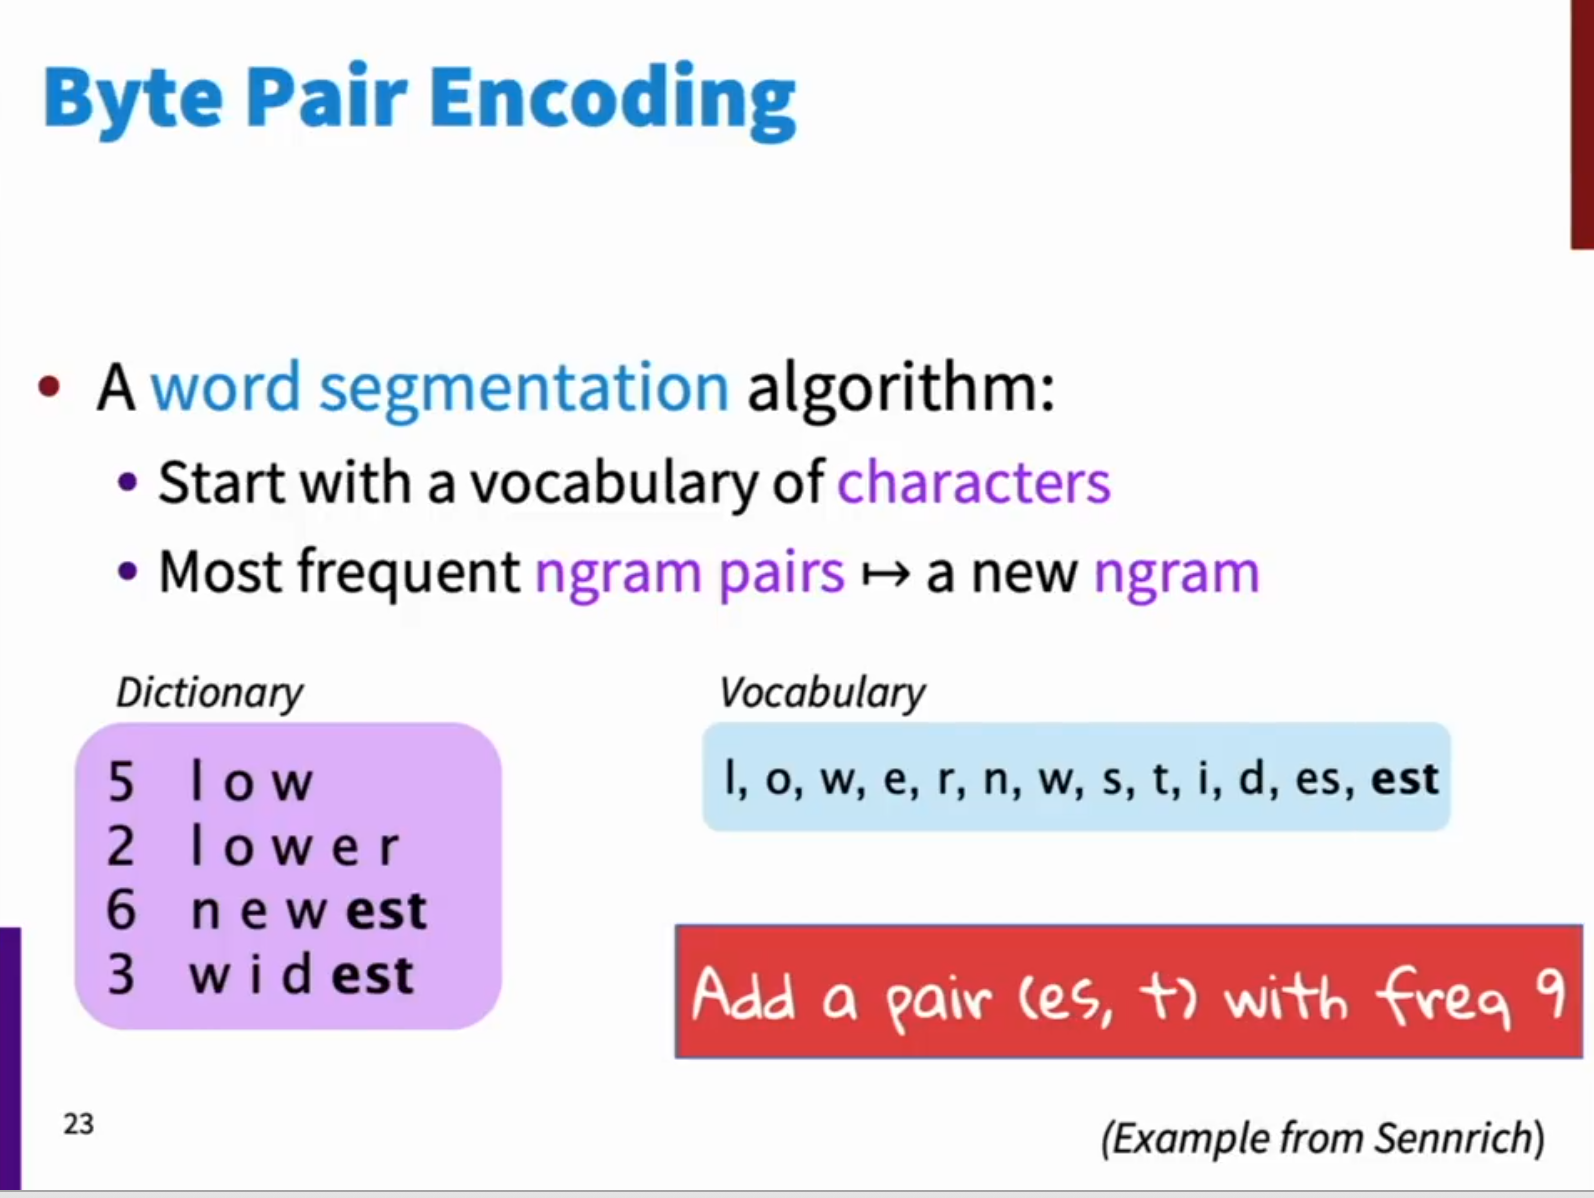 Byte Pair Encoding
• A word segmentation algorithm:
• Start with a vocabulary of characters
• Most frequent ngram pairs ↦ a new ngram
Dictionary
5 l o w
2 l o w e r
6 n e w est
3 w i d est
Vocabulary
l, o, w, e, r, n, w, s, t, i, d, es, est
Add a pair (es, t) with freq 9
23
(Example from Sennrich)